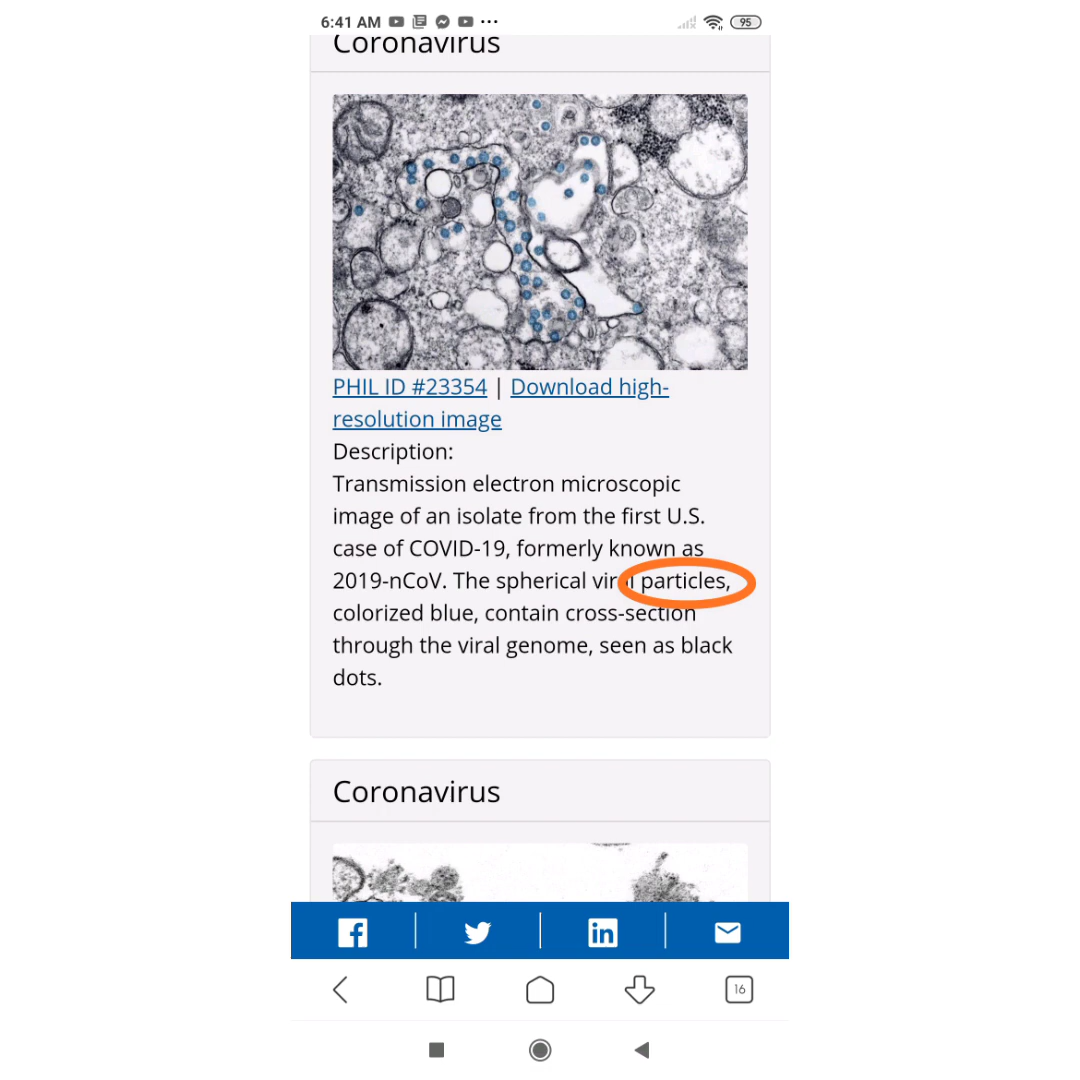 6:41 AM
95
Coronavirus
PHIL ID #23354 | Download high-
resolution image
Description:
Transmission electron microscopic
image of an isolate from the first U.S.
case of COVID-19, formerly known as
2019-nCoV. The spherical viral particles,
colorized blue, contain cross-section
through the viral genome, seen as black
dots.
Coronavirus
16